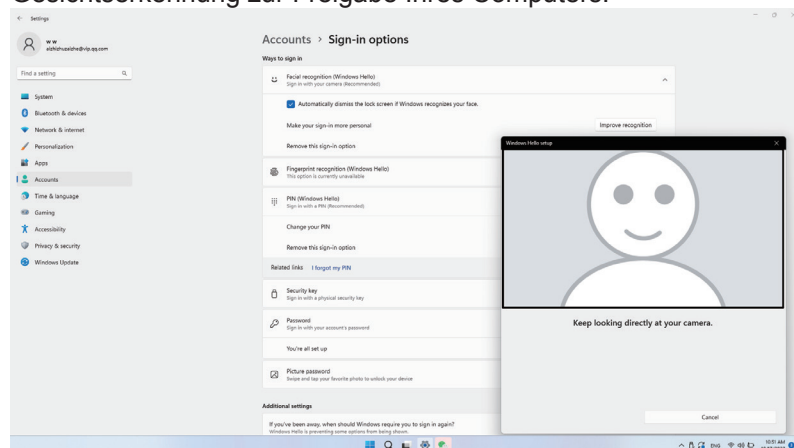 Gesichtserkennung zur Freigabe Ihres Computers.
Settings
w w
Find a setting
System
Bluetooth & devices
Network & internet
Personalization
Apps
Accounts
Time & language
Gaming
Accessibility
Privacy & security
Windows Update
Accounts > Sign-in options
Ways to sign in
Facial recognition (Windows Hello)
Sign in with your camera (Recommended)
Automatically dismiss the lock screen if Windows recognizes your face.
Make your sign-in more personal
Improve recognition
Remove this sign-in option
Fingerprint recognition (Windows Hello)
This option is currently unavailable
PIN (Windows Hello)
Sign in with a PIN (Recommended)
Change your PIN
Remove this sign-in option
Related links I forgot my PIN
Security key
Sign in with a physical security key
Password
Sign in with your account's password
You're all set up
Picture password
Swipe and tap your favorite photo to unlock your device
Additional settings
If you've been away, when should Windows require you to sign in again?
Windows Hello is preventing some options from being shown.
Windows Hello setup
Keep looking directly at your camera.
Cancel
ENG
10:51 AM